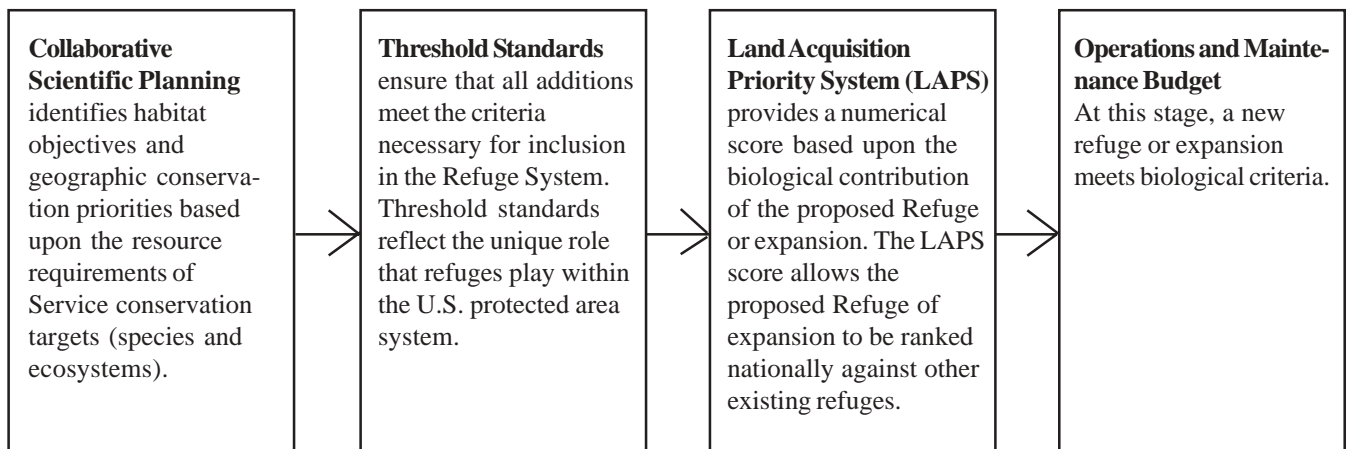 Collaborative
Scientific Planning
identifies habitat
objectives and
geographic conserva-
tion priorities based
upon the resource
requirements of
Service conservation
targets (species and
ecosystems).
Threshold Standards
ensure that all additions
meet the criteria
necessary for inclusion
in the Refuge System.
Threshold standards
reflect the unique role
that refuges play within
the U.S. protected area
system.
Land Acquisition
Priority System (LAPS)
provides a numerical
score based upon the
biological contribution
of the proposed Refuge
or expansion. The LAPS
score allows the
proposed Refuge of
expansion to be ranked
nationally against other
existing refuges.
Operations and Mainte-
nance Budget
At this stage, a new
refuge or expansion
meets biological criteria.